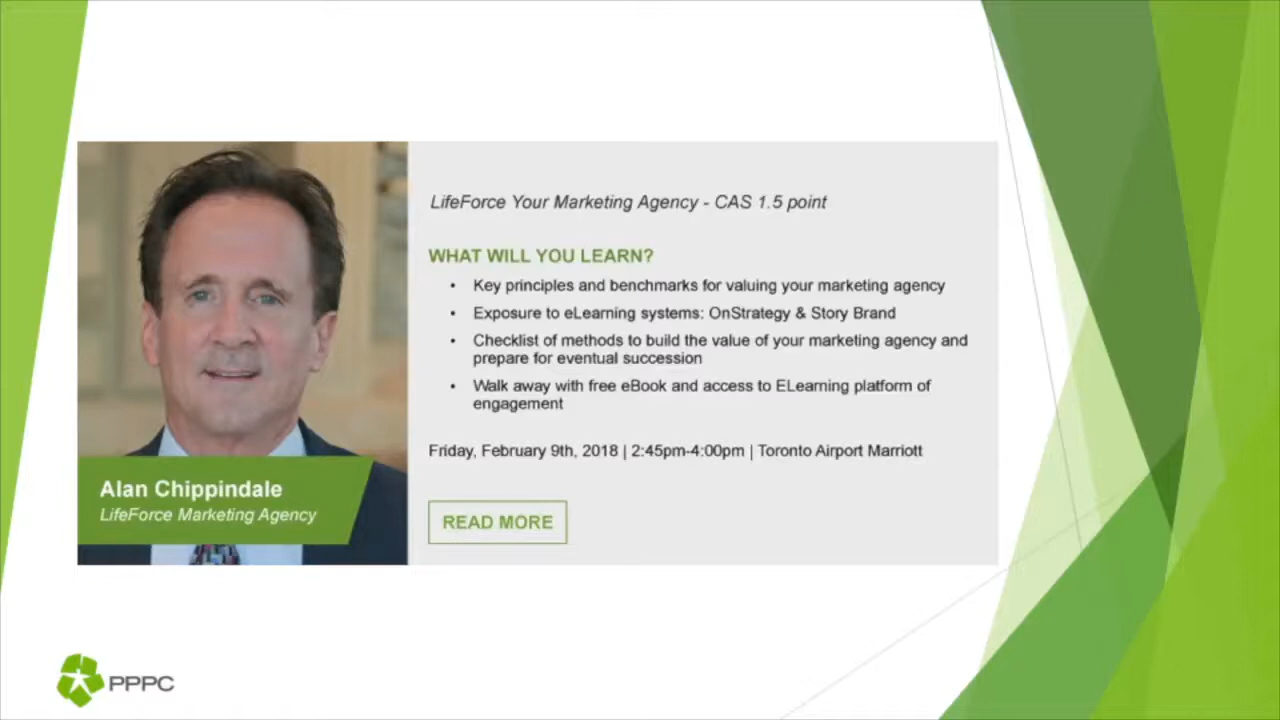 LifeForce Your Marketing Agency - CAS 1.5 point
WHAT WILL YOU LEARN?
• Key principles and benchmarks for valuing your marketing agency
• Exposure to eLearning systems: OnStrategy & Story Brand
• Checklist of methods to build the value of your marketing agency and
prepare for eventual succession
• Walk away with free eBook and access to ELearning platform of
engagement
Friday, February 9th, 2018 | 2:45pm-4:00pm | Toronto Airport Marriott
READ MORE
Alan Chippindale
LifeForce Marketing Agency
PPPC